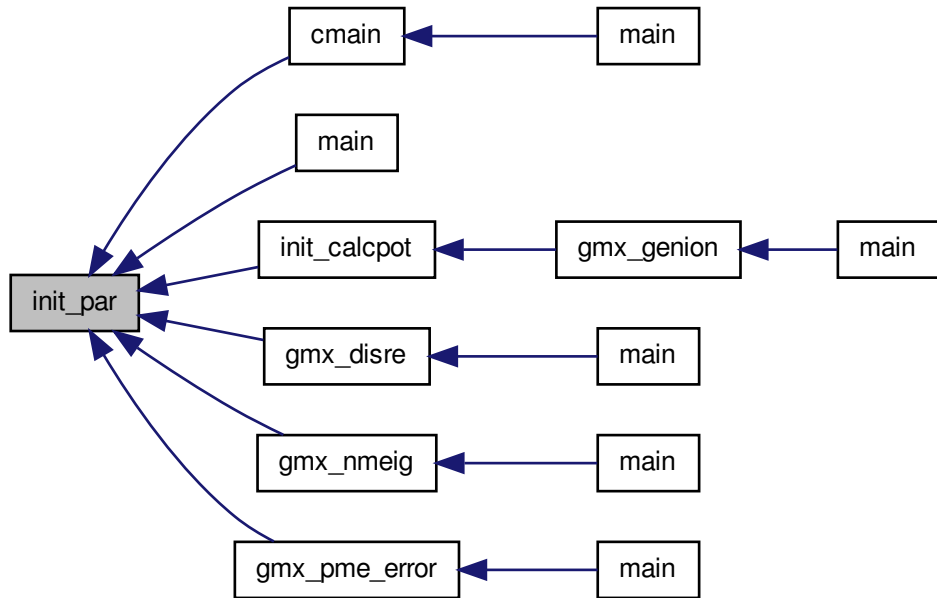 cmain
main
main
init_calcpot
gmx_genion
main
init_par
gmx_disre
main
gmx_nmeig
main
gmx_pme_error
main